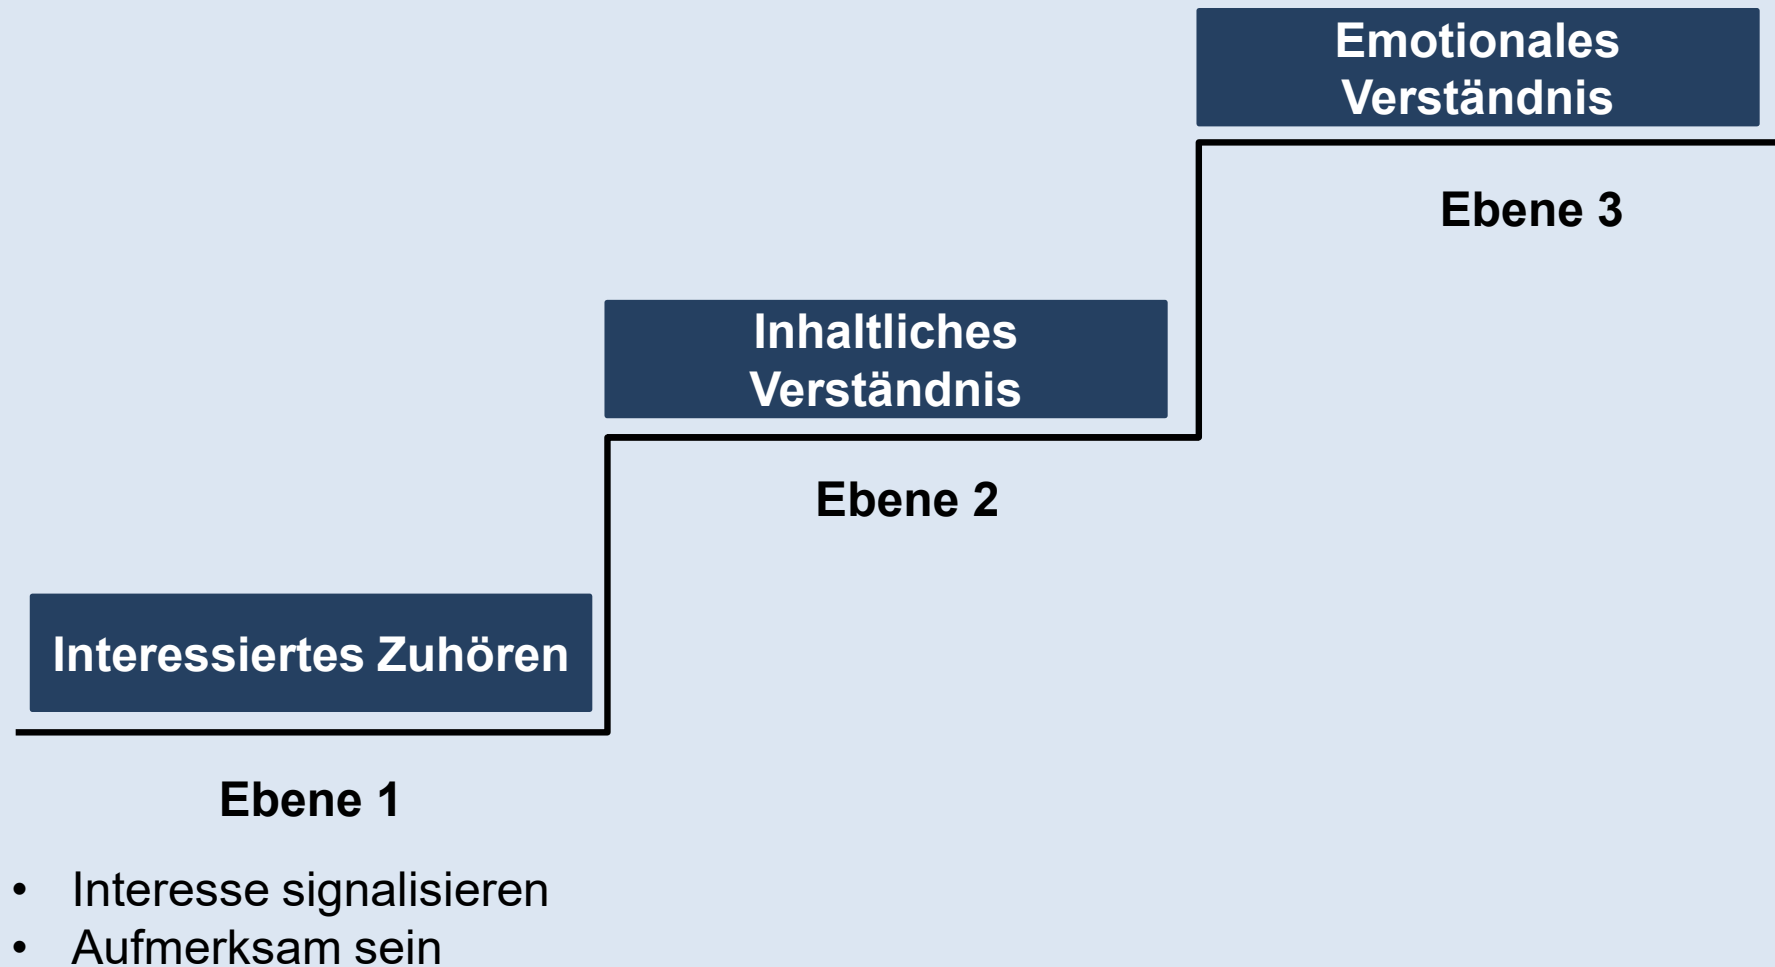 Emotionales
Verständnis
Ebene 3
Inhaltliches
Verständnis
Ebene 2
Interessiertes Zuhören
Ebene 1
• Interesse signalisieren
• Aufmerksam sein